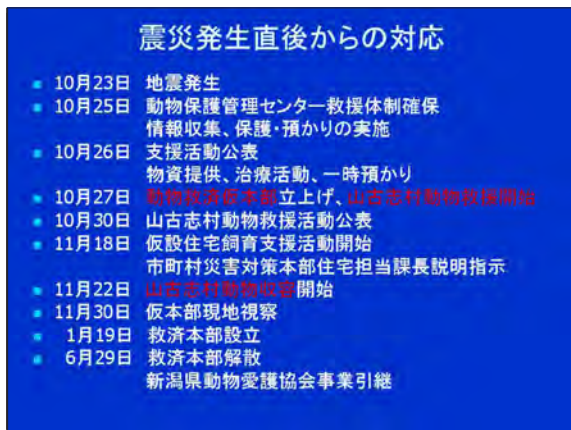 震災発生直後からの対応
10月23日 地震発生
10月25日 動物保護管理センター救援体制確保
情報収集、保護・預かりの実施
10月26日 支援活動公表
物資提供、治療活動、一時預かり
10月27日 動物救済仮本部立上げ、山古志村動物救援開始
10月30日 山古志村動物救援活動公表
11月18日 仮設住宅飼育支援活動開始
市町村災害対策本部住宅担当課長説明指示
11月22日 山古志村動物収容開始
11月30日 仮本部現地視察
1月19日 救済本部設立
6月29日 救済本部解散
新潟県動物愛護協会事業引継